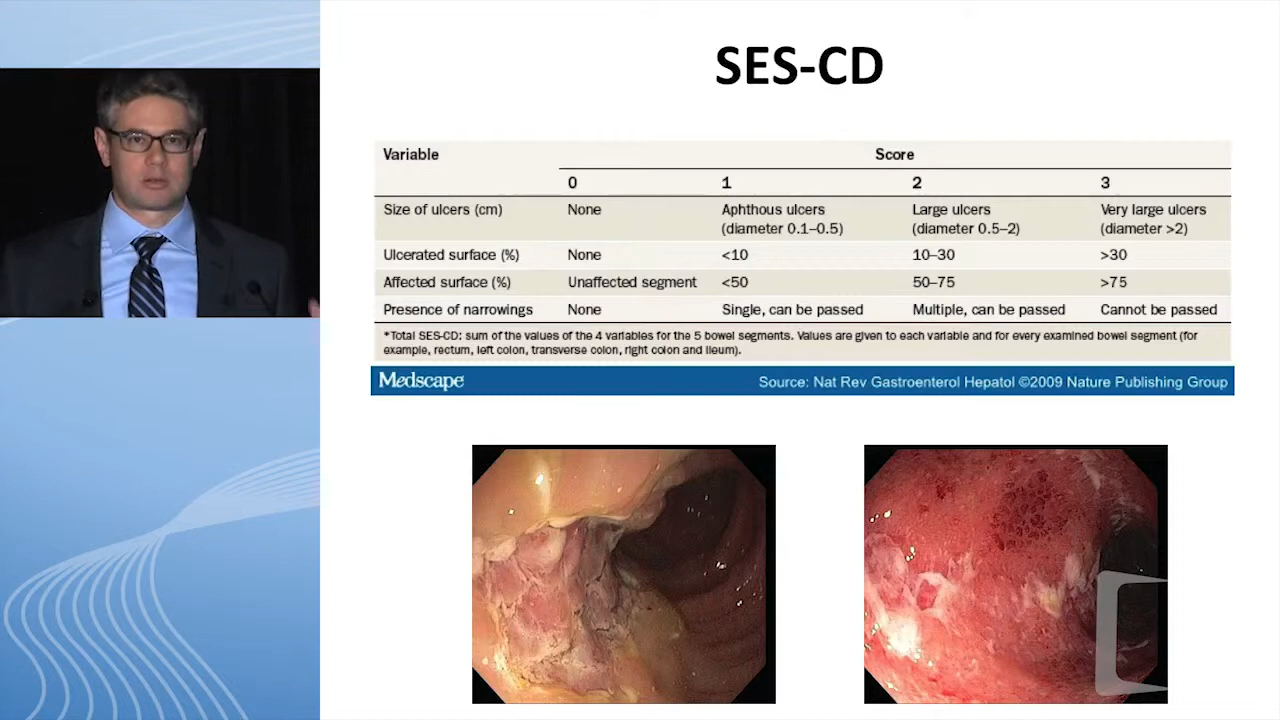 SES-CD
Variable Score
0 1 2 3
Size of ulcers (cm) None Aphthous ulcers (diameter 0.1–0.5) Large ulcers (diameter 0.5–2) Very large ulcers (diameter >2)
Ulcerated surface (%) None <10 10–30 >30
Affected surface (%) Unaffected segment <50 50–75 >75
Presence of narrowings None Single, can be passed Multiple, can be passed Cannot be passed
*Total SES-CD: sum of the values of the 4 variables for the 5 bowel segments. Values are given to each variable and for every examined bowel segment (for
example, rectum, left colon, transverse colon, right colon and ileum).
Medscape Source: Nat Rev Gastroenterol Hepatol ©2009 Nature Publishing Group